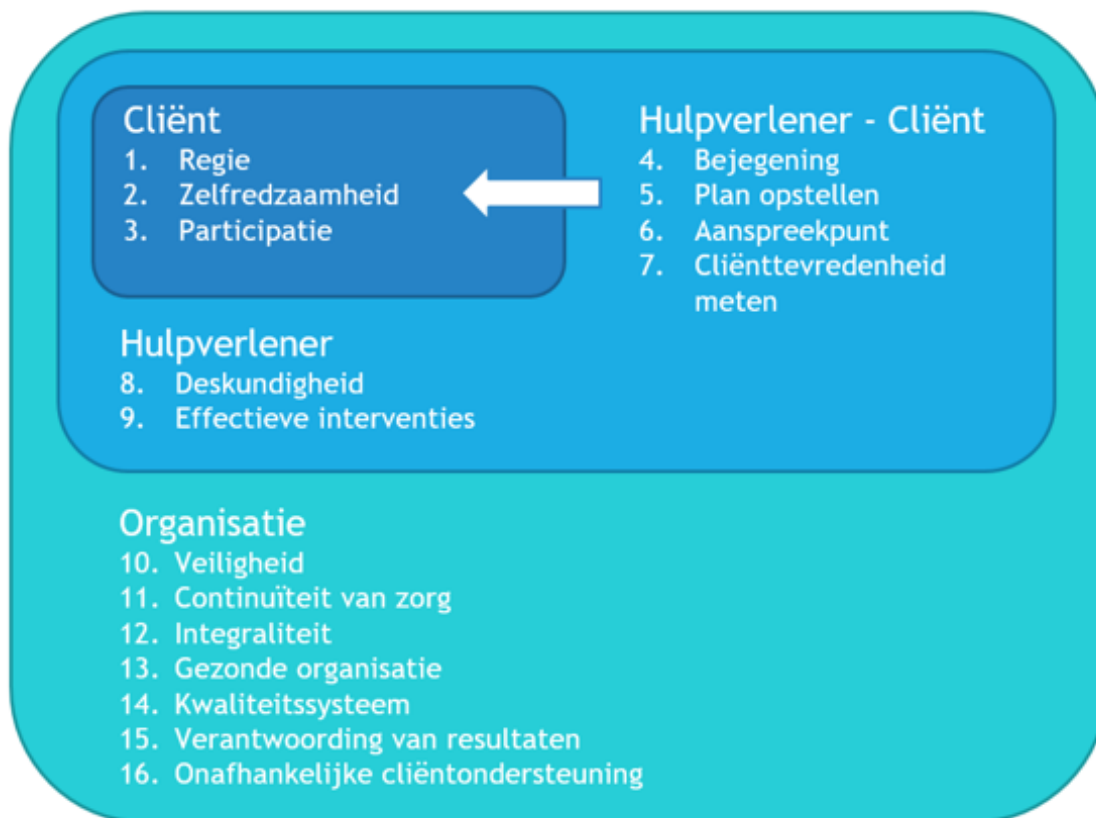 Cliënt
1. Regie
2. Zelfredzaamheid
3. Participatie
Hulpverlener - Cliënt
4. Bejegening
5. Plan opstellen
6. Aanspreekpunt
7. Cliënttevredenheid
meten
Hulpverlener
8. Deskundigheid
9. Effectieve interventies
Organisatie
10. Veiligheid
11. Continuïteit van zorg
12. Integraliteit
13. Gezonde organisatie
14. Kwaliteitssysteem
15. Verantwoording van resultaten
16. Onafhankelijke cliëntondersteuning